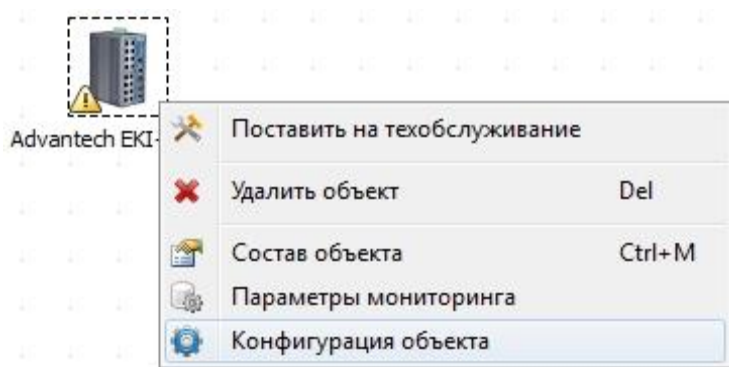 Advantech EKI-
Поставить на техобслуживание
Удалить объект Del
Состав объекта Ctrl+M
Параметры мониторинга
Конфигурация объекта